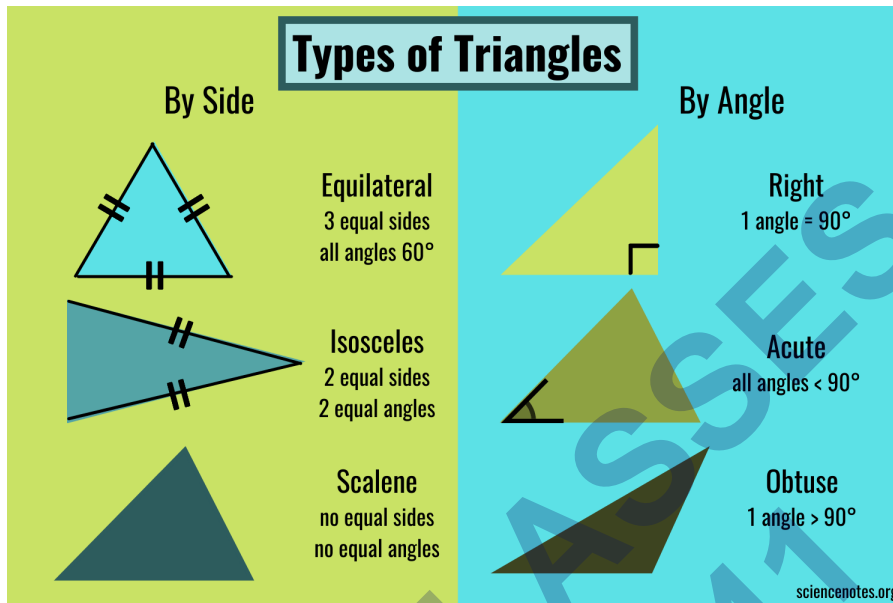 Types of Triangles
By Side
Equilateral
3 equal sides
all angles 60°
Isosceles
2 equal sides
2 equal angles
Scalene
no equal sides
no equal angles
By Angle
Right
1 angle = 90°
Acute
all angles < 90°
Obtuse
1 angle > 90°
sciencenotes.org
ASSES